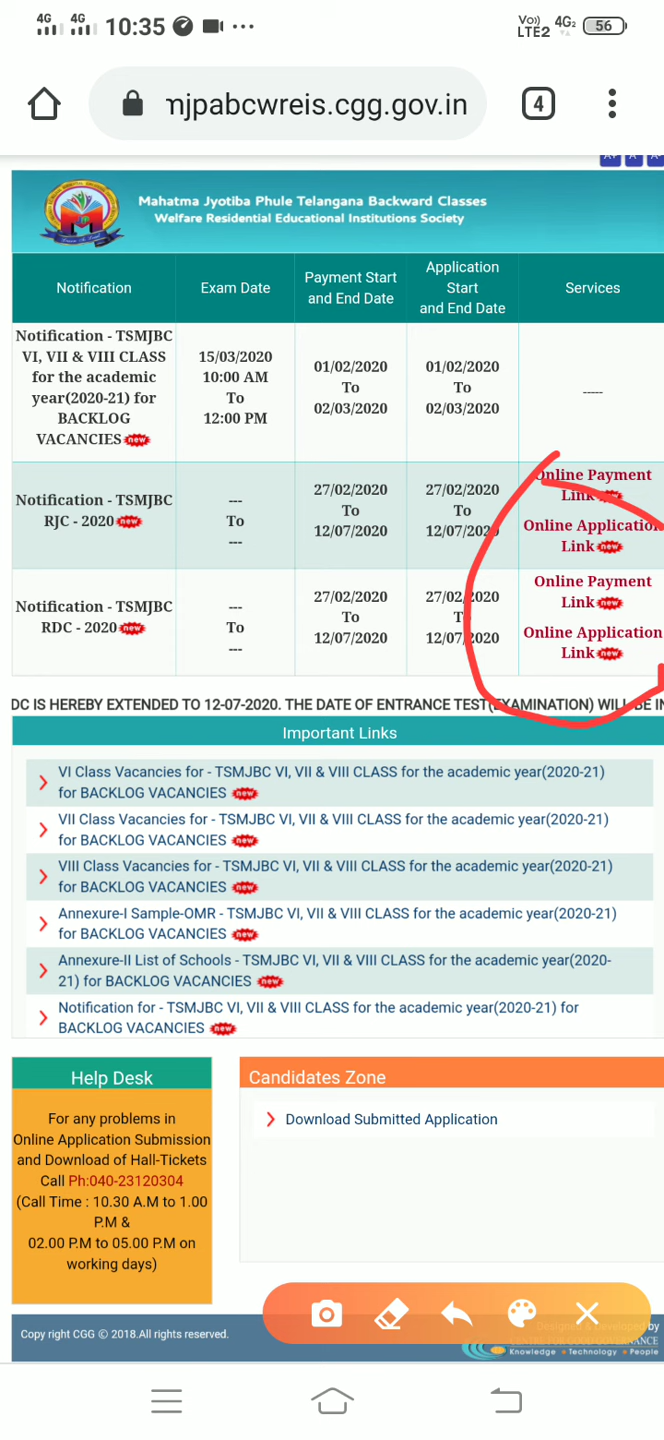 4G 4G 10:35 ... Vo)) LTE2 4G2 56
mjpabcwreis.cgg.gov.in 4
A+ A A-
Mahatma Jyotiba Phule Telangana Backward Classes
Welfare Residential Educational Institutions Society
Notification
Exam Date
Payment Start
and End Date
Application
Start
and End Date
Services
Notification - TSMJBC
VI, VII & VIII CLASS
for the academic
year(2020-21) for
BACKLOG
VACANCIES new
15/03/2020
10:00 AM
To
12:00 PM
01/02/2020
To
02/03/2020
01/02/2020
To
02/03/2020
-----
Notification - TSMJBC
RJC - 2020 new
---
To
---
27/02/2020
To
12/07/2020
27/02/2020
To
12/07/2020
Online Payment
Link new
Online Application
Link new
Notification - TSMJBC
RDC - 2020 new
---
To
---
27/02/2020
To
12/07/2020
27/02/2020
To
12/07/2020
Online Payment
Link new
Online Application
Link new
DC IS HEREBY EXTENDED TO 12-07-2020. THE DATE OF ENTRANCE TEST(EXAMINATION) WILL BE IN
Important Links
VI Class Vacancies for - TSMJBC VI, VII & VIII CLASS for the academic year(2020-21)
for BACKLOG VACANCIES new
VII Class Vacancies for - TSMJBC VI, VII & VIII CLASS for the academic year(2020-21)
for BACKLOG VACANCIES new
VIII Class Vacancies for - TSMJBC VI, VII & VIII CLASS for the academic year(2020-21)
for BACKLOG VACANCIES new
Annexure-I Sample-OMR - TSMJBC VI, VII & VIII CLASS for the academic year(2020-21)
for BACKLOG VACANCIES new
Annexure-II List of Schools - TSMJBC VI, VII & VIII CLASS for the academic year(2020-
21) for BACKLOG VACANCIES new
Notification for - TSMJBC VI, VII & VIII CLASS for the academic year(2020-21) for
BACKLOG VACANCIES new
Help Desk
For any problems in
Online Application Submission
and Download of Hall-Tickets
Call Ph:040-23120304
(Call Time : 10.30 A.M to 1.00
P.M &
02.00 P.M to 05.00 P.M on
working days)
Candidates Zone
Download Submitted Application
Copy right CGG © 2018.All rights reserved.
Designed & Developed by
CENTRE FOR GOOD GOVERNANCE
Knowledge Technology People